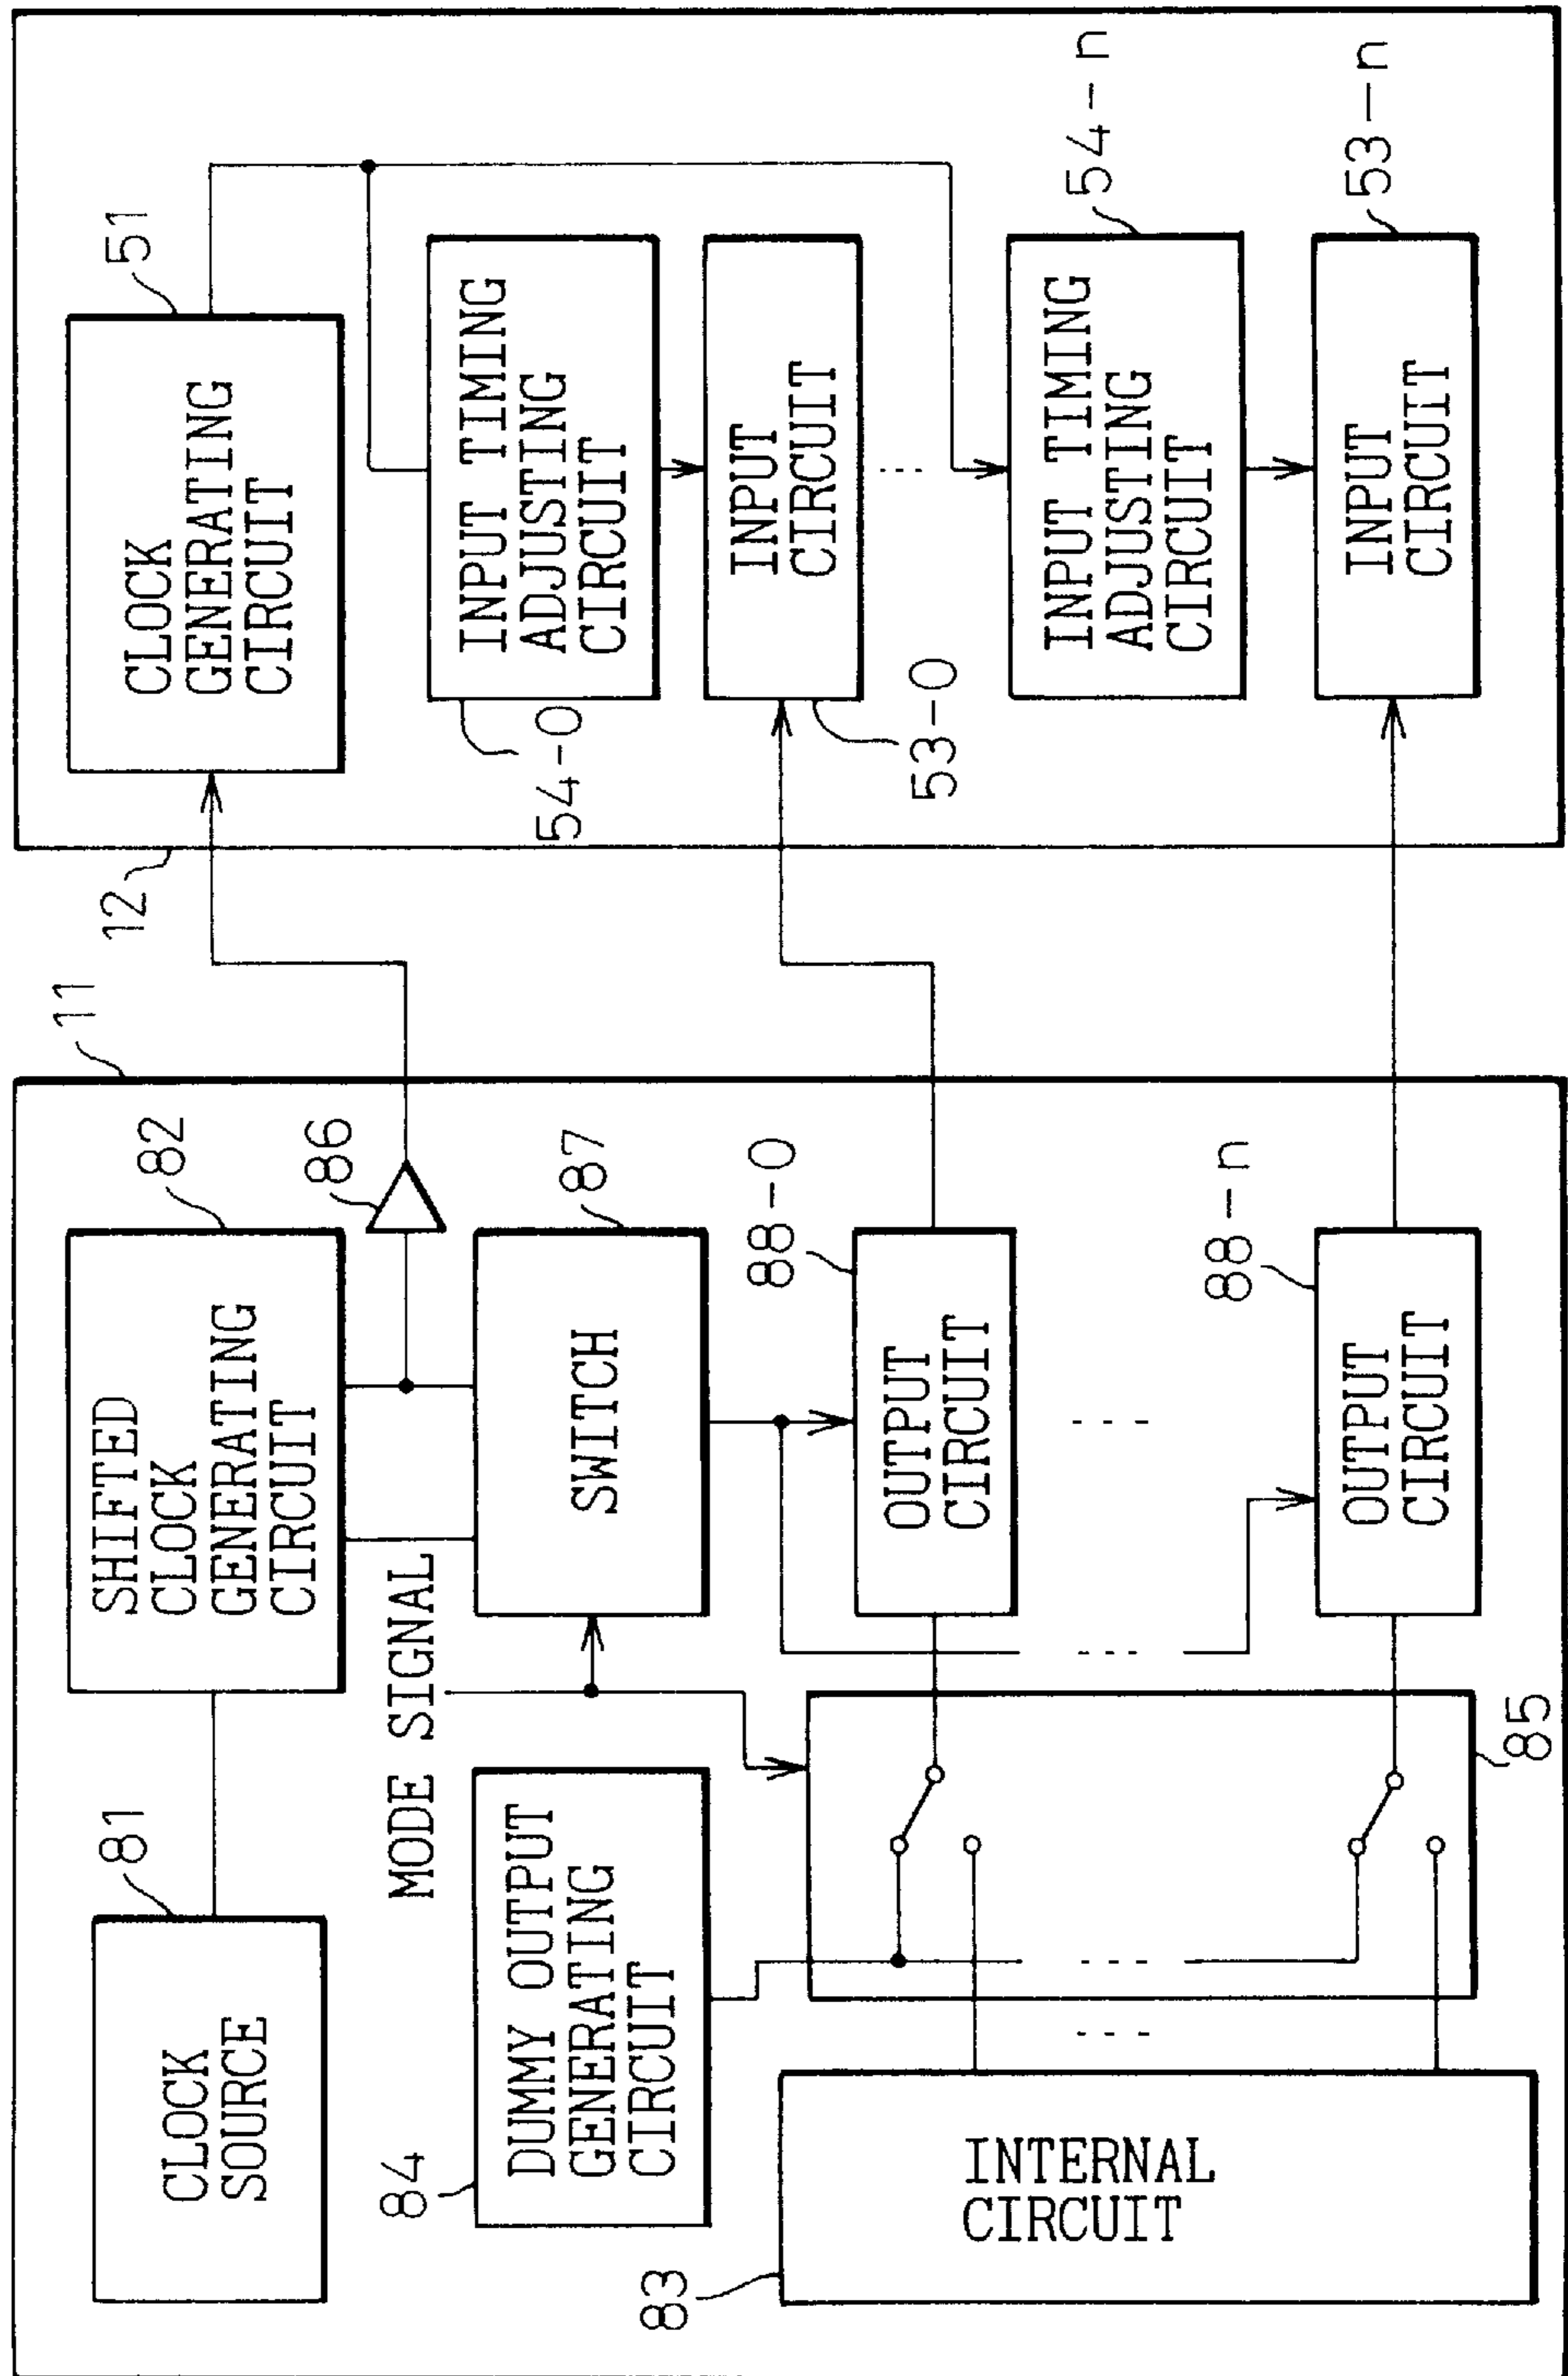 11
CLOCK
SOURCE
81
SHIFTED
CLOCK
GENERATING
CIRCUIT
82
86
MODE SIGNAL
SWITCH
87
84
DUMMY OUTPUT
GENERATING
CIRCUIT
83
INTERNAL
CIRCUIT
85
OUTPUT
CIRCUIT
88-0
OUTPUT
CIRCUIT
88-n
12
CLOCK
GENERATING
CIRCUIT
51
INPUT TIMING
ADJUSTING
CIRCUIT
54-0
INPUT
CIRCUIT
53-0
INPUT TIMING
ADJUSTING
CIRCUIT
54-n
INPUT
CIRCUIT
53-n